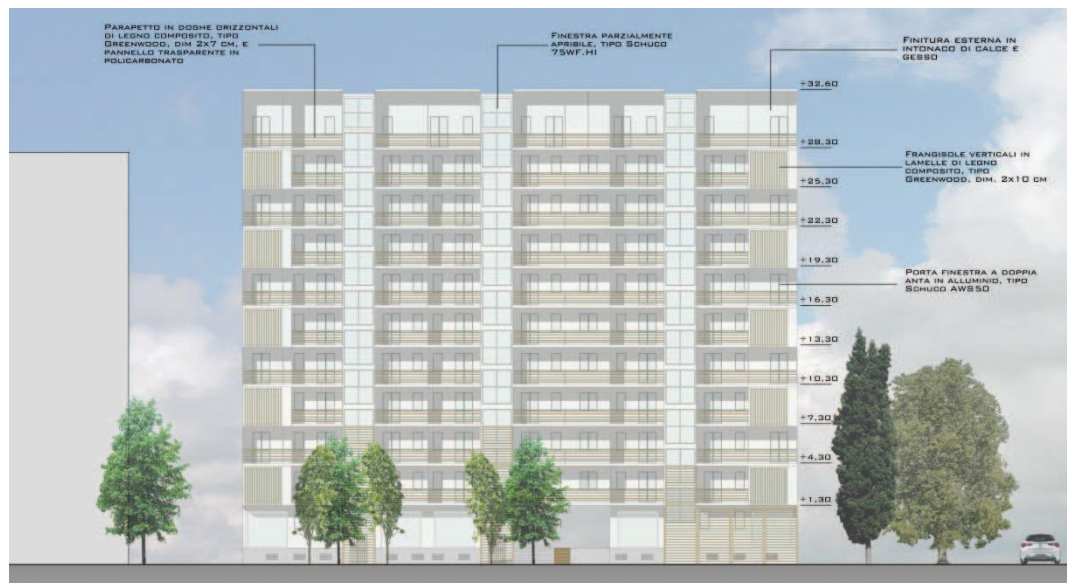 PARAPETTO IN DOGHE ORIZZONTALI
DI LEGNO COMPOSITO, TIPO
GREENWOOD, DIM 2X7 CM, E
PANNELLO TRASPARENTE IN
POLICARBONATO
FINESTRA PARZIALMENTE
APRIBILE, TIPO SCHUCO
75WF.HI
FINITURA ESTERNA IN
INTONACO DI CALCE E
GESSO
+32.60
+28.30
FRANGISOLE VERTICALI IN
LAMELLE DI LEGNO
COMPOSITO, TIPO
GREENWOOD, DIM. 2X10 CM
+25.30
+22.30
+19.30
PORTA FINESTRA A DOPPIA
ANTA IN ALLUMINIO, TIPO
SCHUCO AWS50
+16.30
+13.30
+10.30
+7.30
+4.30
+1.30